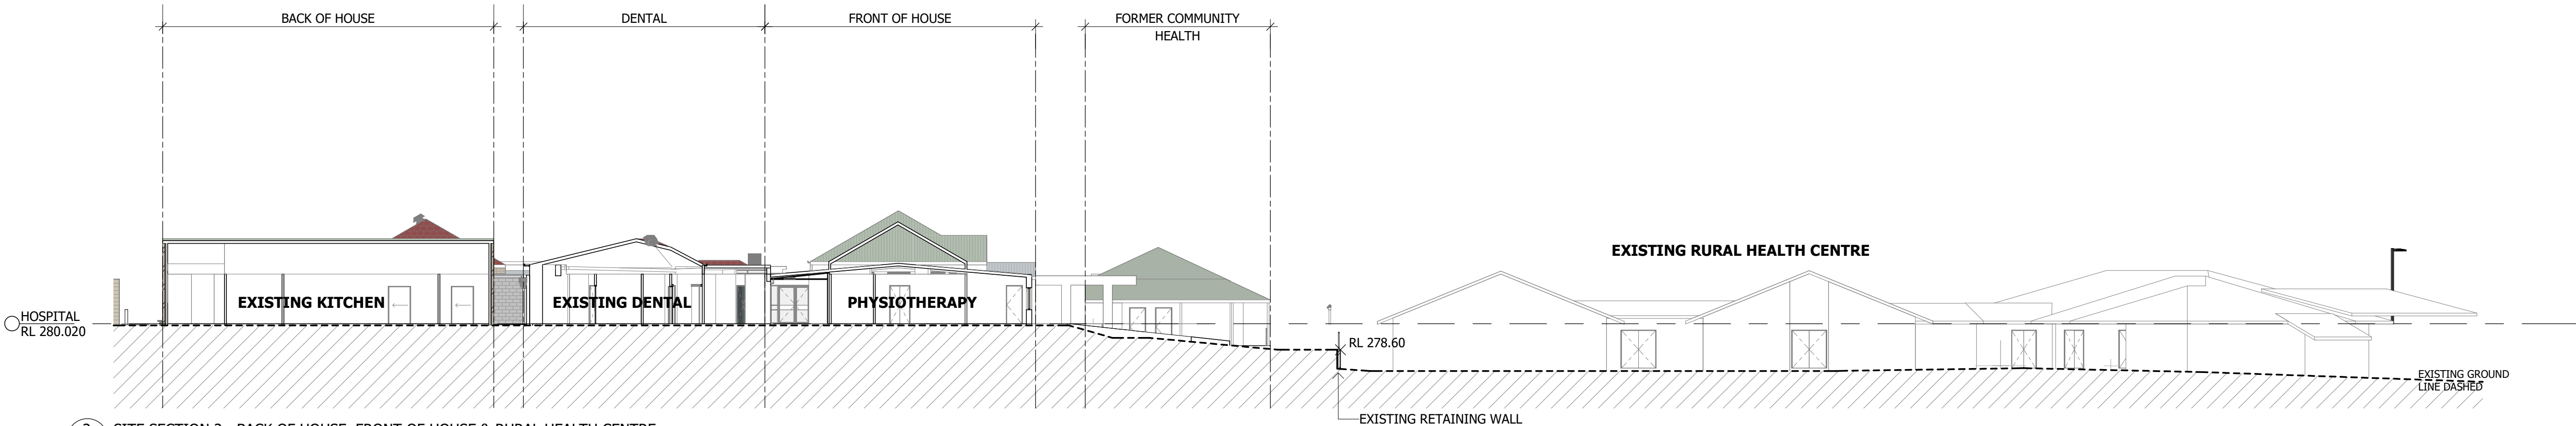 BACK OF HOUSE
DENTAL
FRONT OF HOUSE
FORMER COMMUNITY
HEALTH
EXISTING RURAL HEALTH CENTRE
EXISTING KITCHEN
EXISTING DENTAL
PHYSIOTHERAPY
HOSPITAL
RL 280.020
RL 278.60
EXISTING GROUND
LINE DASHED
EXISTING RETAINING WALL